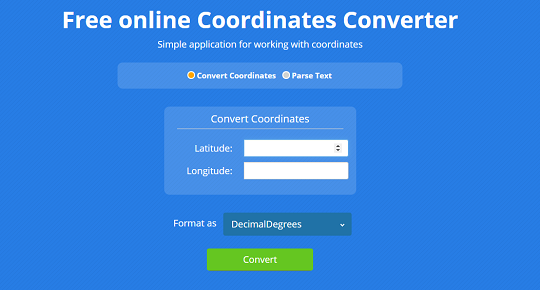 Free online Coordinates Converter
Simple application for working with coordinates
Convert Coordinates Parse Text
Convert Coordinates
Latitude:
Longitude:
Format as DecimalDegrees
Convert